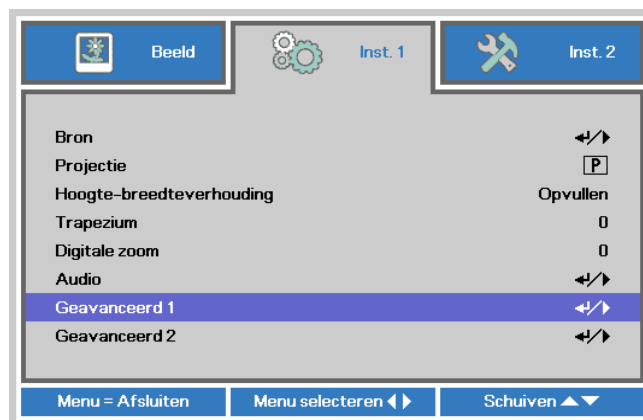 Beeld Inst. 1 Inst. 2
Bron
Projectie P
Hoogte-breedteverhouding Opvullen
Trapezium 0
Digitale zoom 0
Audio
Geavanceerd 1
Geavanceerd 2
Menu = Afsluiten Menu selecteren Schuiven